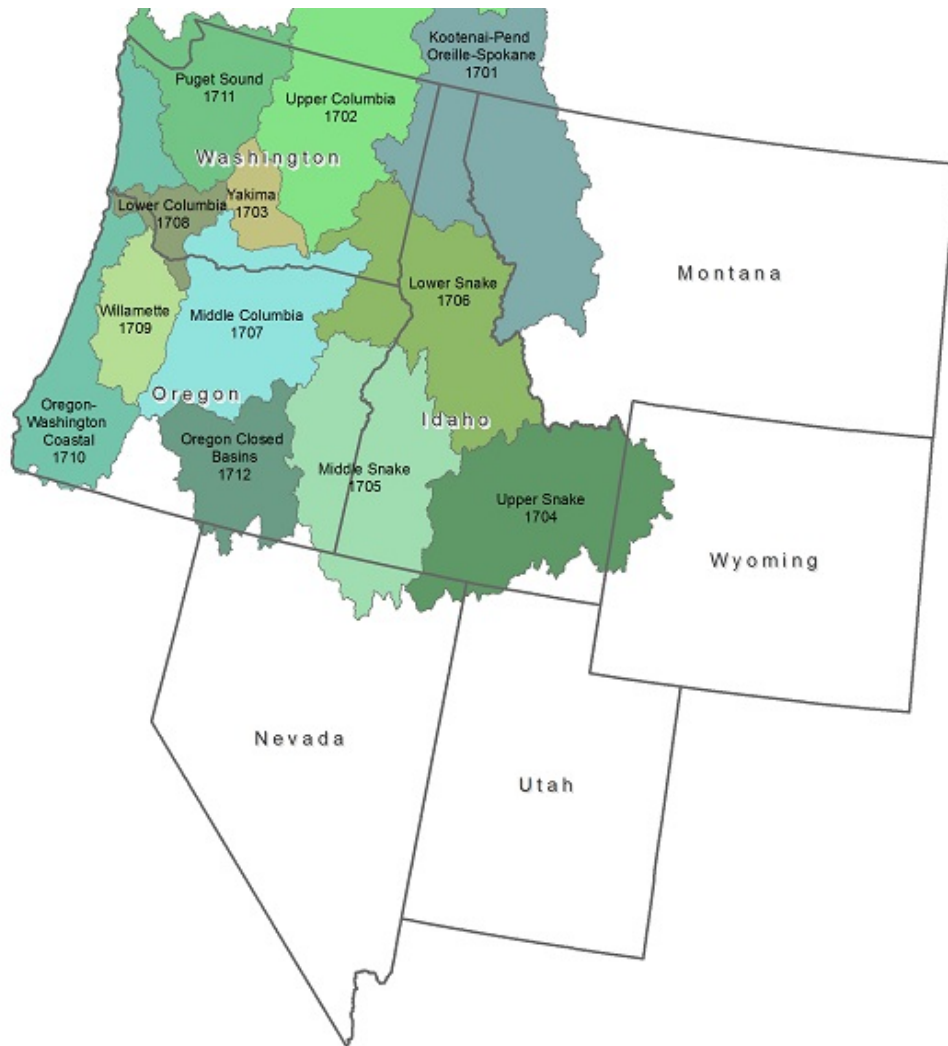 Kootenai-Pend
Oreille-Spokane
1701
Puget Sound
1711
Upper Columbia
1702
Washington
Yakima
1703
Lower Columbia
1708
Montana
Lower Snake
1706
Willamette
1709
Middle Columbia
1707
Oregon
Oregon-
Washington
Coastal
1710
Idaho
Oregon Closed
Basins
1712
Middle Snake
1705
Upper Snake
1704
Wyoming
Nevada
Utah